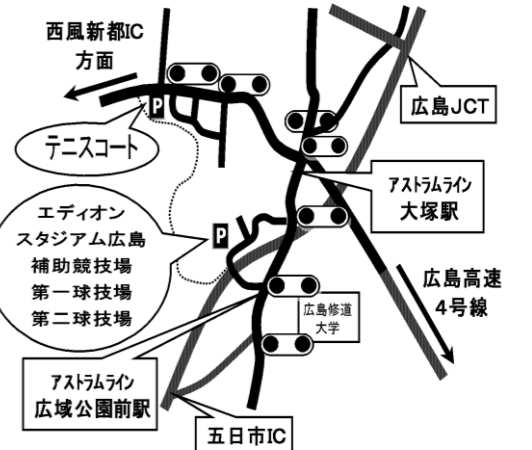 西風新都IC
方面
広島JCT
P
テニスコート
アストラムライン
大塚駅
エディオン
スタジアム広島
補助競技場
第一球技場
第二球技場
P
広島高速
4号線
広島修道
大学
アストラムライン
広域公園前駅
五日市IC